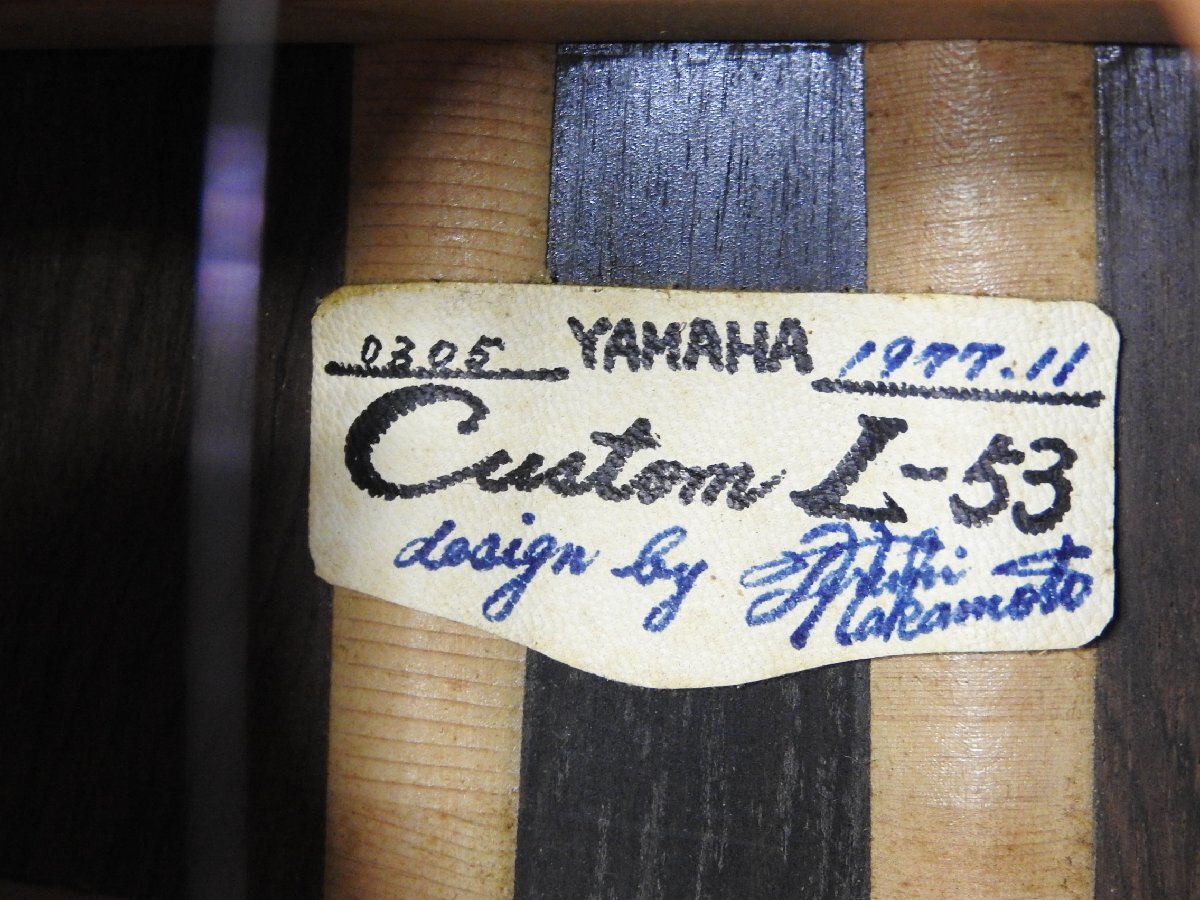 0305 YAMAHA 1977.11
Custom L-53
design by
Nakamoto